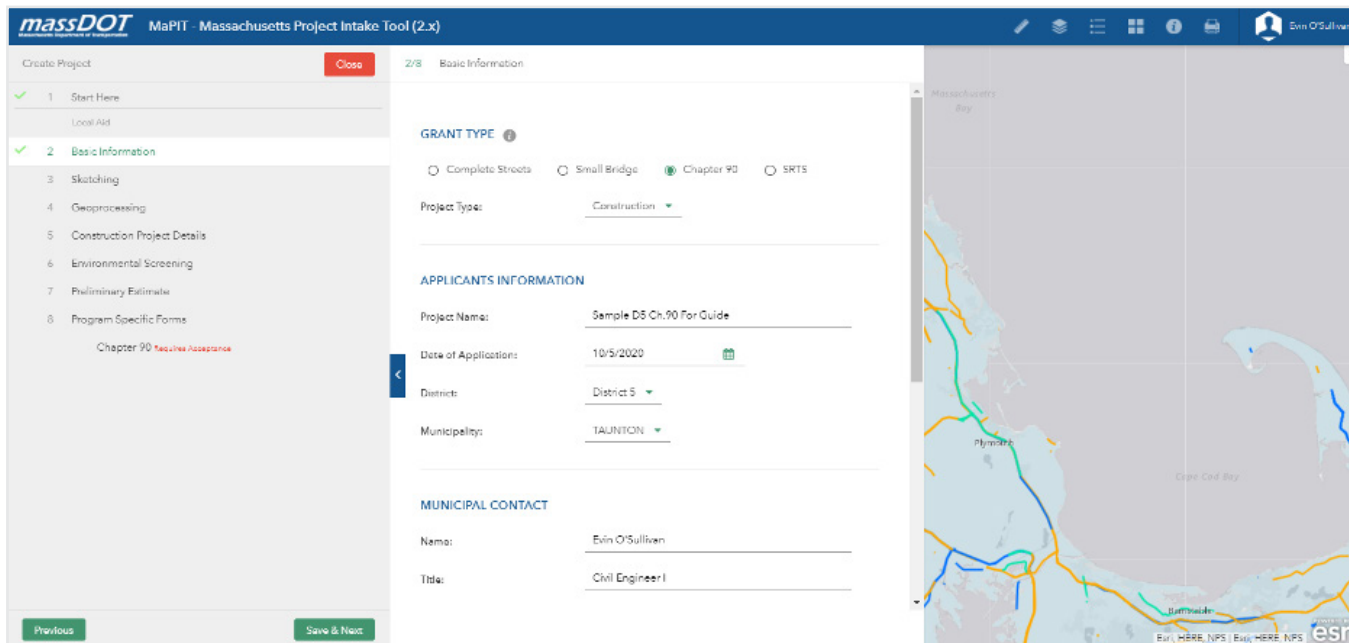 massDOT
Massachusetts Department of Transportation
MaPIT - Massachusetts Project Intake Tool (2.x)
Evin O'Sullivan
Create Project
Close
1 Start Here
Local Aid
2 Basic Information
3 Sketching
4 Geoprocessing
5 Construction Project Details
6 Environmental Screening
7 Preliminary Estimate
8 Program Specific Forms
Chapter 90 Requires Acceptance
Previous
Save & Next
2/8 Basic Information
GRANT TYPE
Complete Streets Small Bridge Chapter 90 SRTS
Project Type: Construction
APPLICANTS INFORMATION
Project Name: Sample D5 Ch.90 For Guide
Date of Application: 10/5/2020
District: District 5
Municipality: TAUNTON
MUNICIPAL CONTACT
Name: Evin O'Sullivan
Title: Civil Engineer I
Massachusetts
Bay
Plymouth
Cape Cod Bay
Barnstable
Esri, HERE, NPS | Esri, HERE, NPS
esri